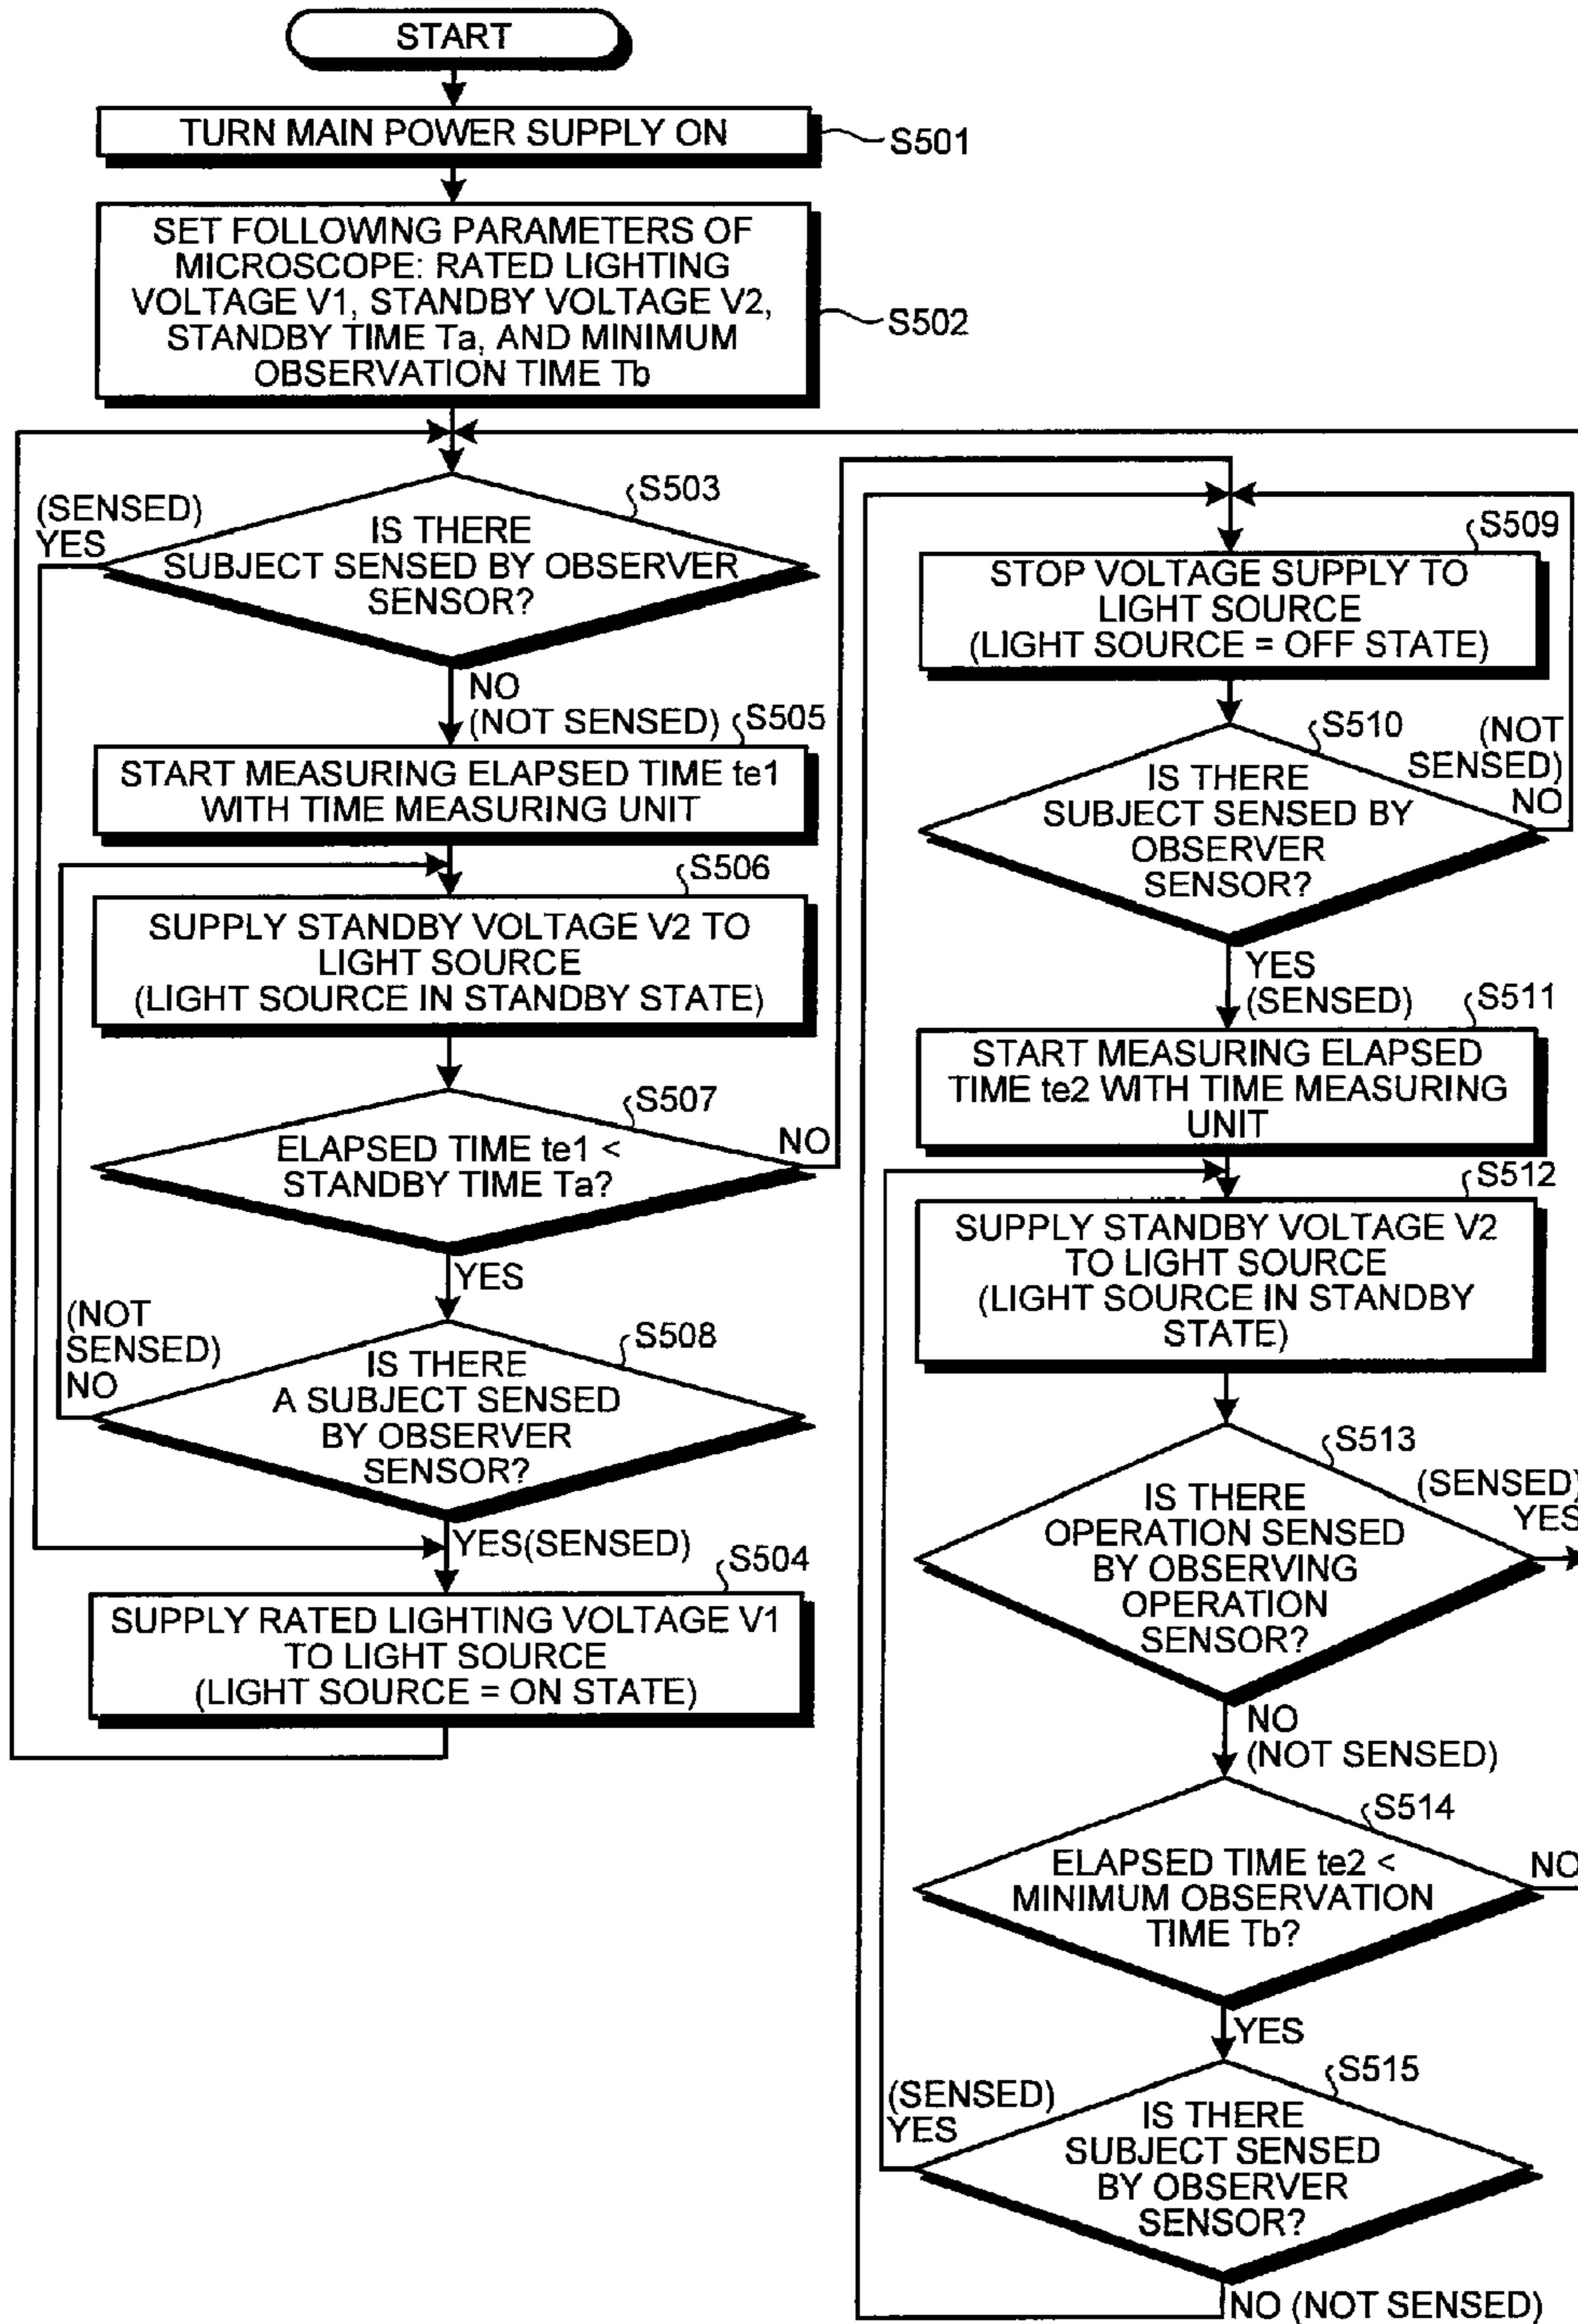 START
TURN MAIN POWER SUPPLY ON
S501
SET FOLLOWING PARAMETERS OF
MICROSCOPE: RATED LIGHTING
VOLTAGE V1, STANDBY VOLTAGE V2,
STANDBY TIME Ta, AND MINIMUM
OBSERVATION TIME Tb
S502
S503
(SENSED)
YES
IS THERE
SUBJECT SENSED BY OBSERVER
SENSOR?
NO
(NOT SENSED)
S505
START MEASURING ELAPSED TIME te1
WITH TIME MEASURING UNIT
S506
SUPPLY STANDBY VOLTAGE V2 TO
LIGHT SOURCE
(LIGHT SOURCE IN STANDBY STATE)
S507
ELAPSED TIME te1 <
STANDBY TIME Ta?
NO
YES
(NOT
SENSED)
NO
S508
IS THERE
A SUBJECT SENSED
BY OBSERVER
SENSOR?
YES(SENSED)
S504
SUPPLY RATED LIGHTING VOLTAGE V1
TO LIGHT SOURCE
(LIGHT SOURCE = ON STATE)
S509
STOP VOLTAGE SUPPLY TO
LIGHT SOURCE
(LIGHT SOURCE = OFF STATE)
S510
(NOT
SENSED)
NO
IS THERE
SUBJECT SENSED BY
OBSERVER
SENSOR?
YES
(SENSED)
S511
START MEASURING ELAPSED
TIME te2 WITH TIME MEASURING
UNIT
S512
SUPPLY STANDBY VOLTAGE V2
TO LIGHT SOURCE
(LIGHT SOURCE IN STANDBY
STATE)
S513
(SENSED)
YES
IS THERE
OPERATION SENSED
BY OBSERVING
OPERATION
SENSOR?
NO
(NOT SENSED)
S514
ELAPSED TIME te2 <
MINIMUM OBSERVATION
TIME Tb?
NO
YES
S515
(SENSED)
YES
IS THERE
SUBJECT SENSED
BY OBSERVER
SENSOR?
NO (NOT SENSED)